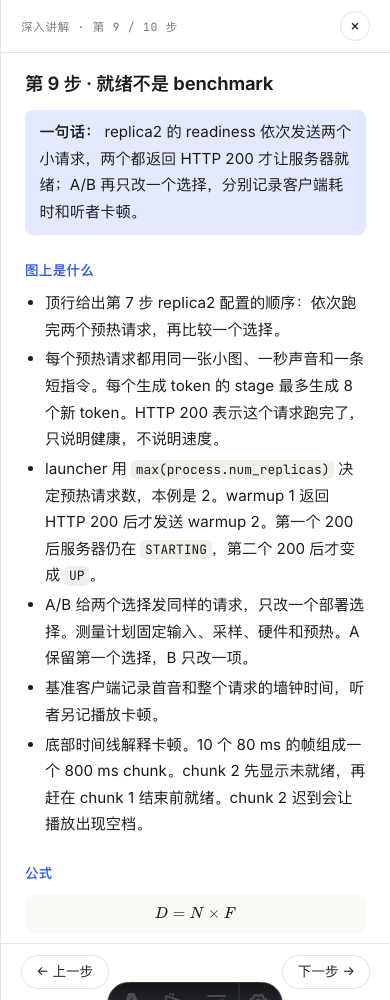 深入讲解 · 第 9 / 10 步
×
第 9 步 · 就绪不是 benchmark
一句话： replica2 的 readiness 依次发送两个
小请求，两个都返回 HTTP 200 才让服务器就
绪；A/B 再只改一个选择，分别记录客户端耗
时和听者卡顿。
图上是什么
• 顶行给出第 7 步 replica2 配置的顺序：依次跑
完两个预热请求，再比较一个选择。
• 每个预热请求都用同一张小图、一秒声音和一条
短指令。每个生成 token 的 stage 最多生成 8
个新 token。HTTP 200 表示这个请求跑完了，
只说明健康，不说明速度。
• launcher 用 max(process.num_replicas) 决
定预热请求数，本例是 2。warmup 1 返回
HTTP 200 后才发送 warmup 2。第一个 200
后服务器仍在 STARTING，第二个 200 后才变
成 UP。
• A/B 给两个选择发同样的请求，只改一个部署选
择。测量计划固定输入、采样、硬件和预热。A
保留第一个选择，B 只改一项。
• 基准客户端记录首音和整个请求的墙钟时间，听
者另记播放卡顿。
• 底部时间线解释卡顿。10 个 80 ms 的帧组成一
个 800 ms chunk。chunk 2 先显示未就绪，再
赶在 chunk 1 结束前就绪。chunk 2 迟到会让
播放出现空档。
公式
D = N × F
← 上一步
下一步 →